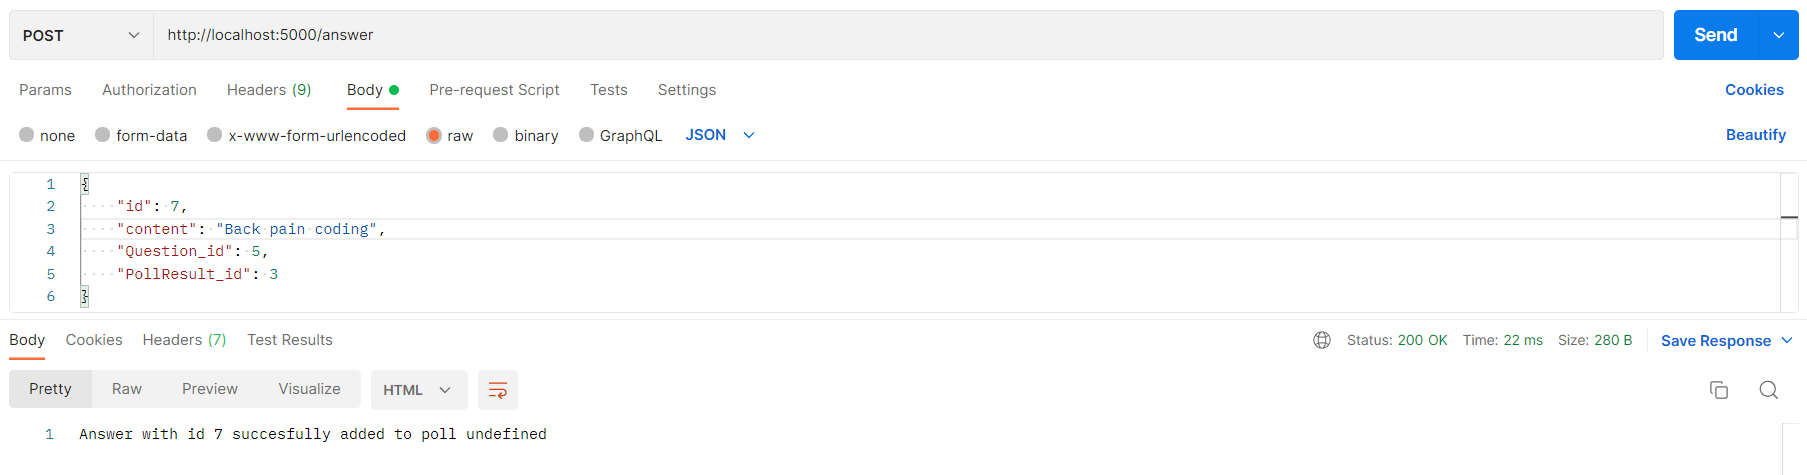 POST http://localhost:5000/answer Send
Params Authorization Headers (9) Body Pre-request Script Tests Settings Cookies
none form-data x-www-form-urlencoded raw binary GraphQL JSON Beautify
1 {
2 "id": 7,
3 "content": "Back pain coding",
4 "Question_id": 5,
5 "PollResult_id": 3
6 }
Body Cookies Headers (7) Test Results Status: 200 OK Time: 22 ms Size: 280 B Save Response
Pretty Raw Preview Visualize HTML
1 Answer with id 7 succesfully added to poll undefined